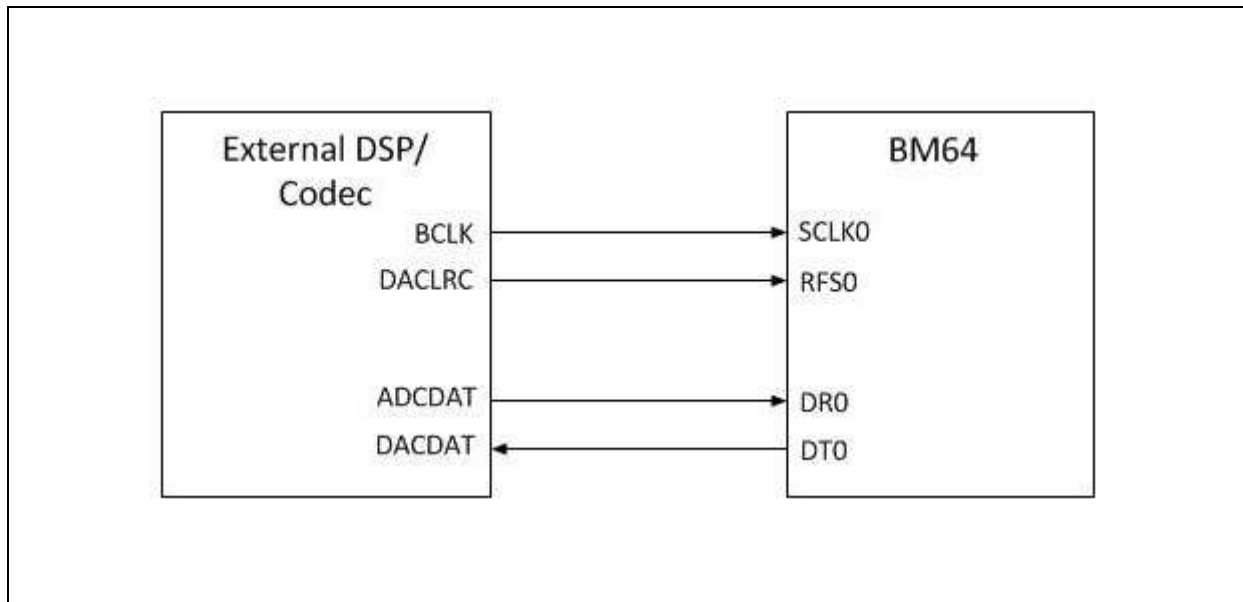 External DSP/
Codec
BCLK
DACLRC
ADCDAT
DACDAT
BM64
SCLK0
RFS0
DR0
DT0